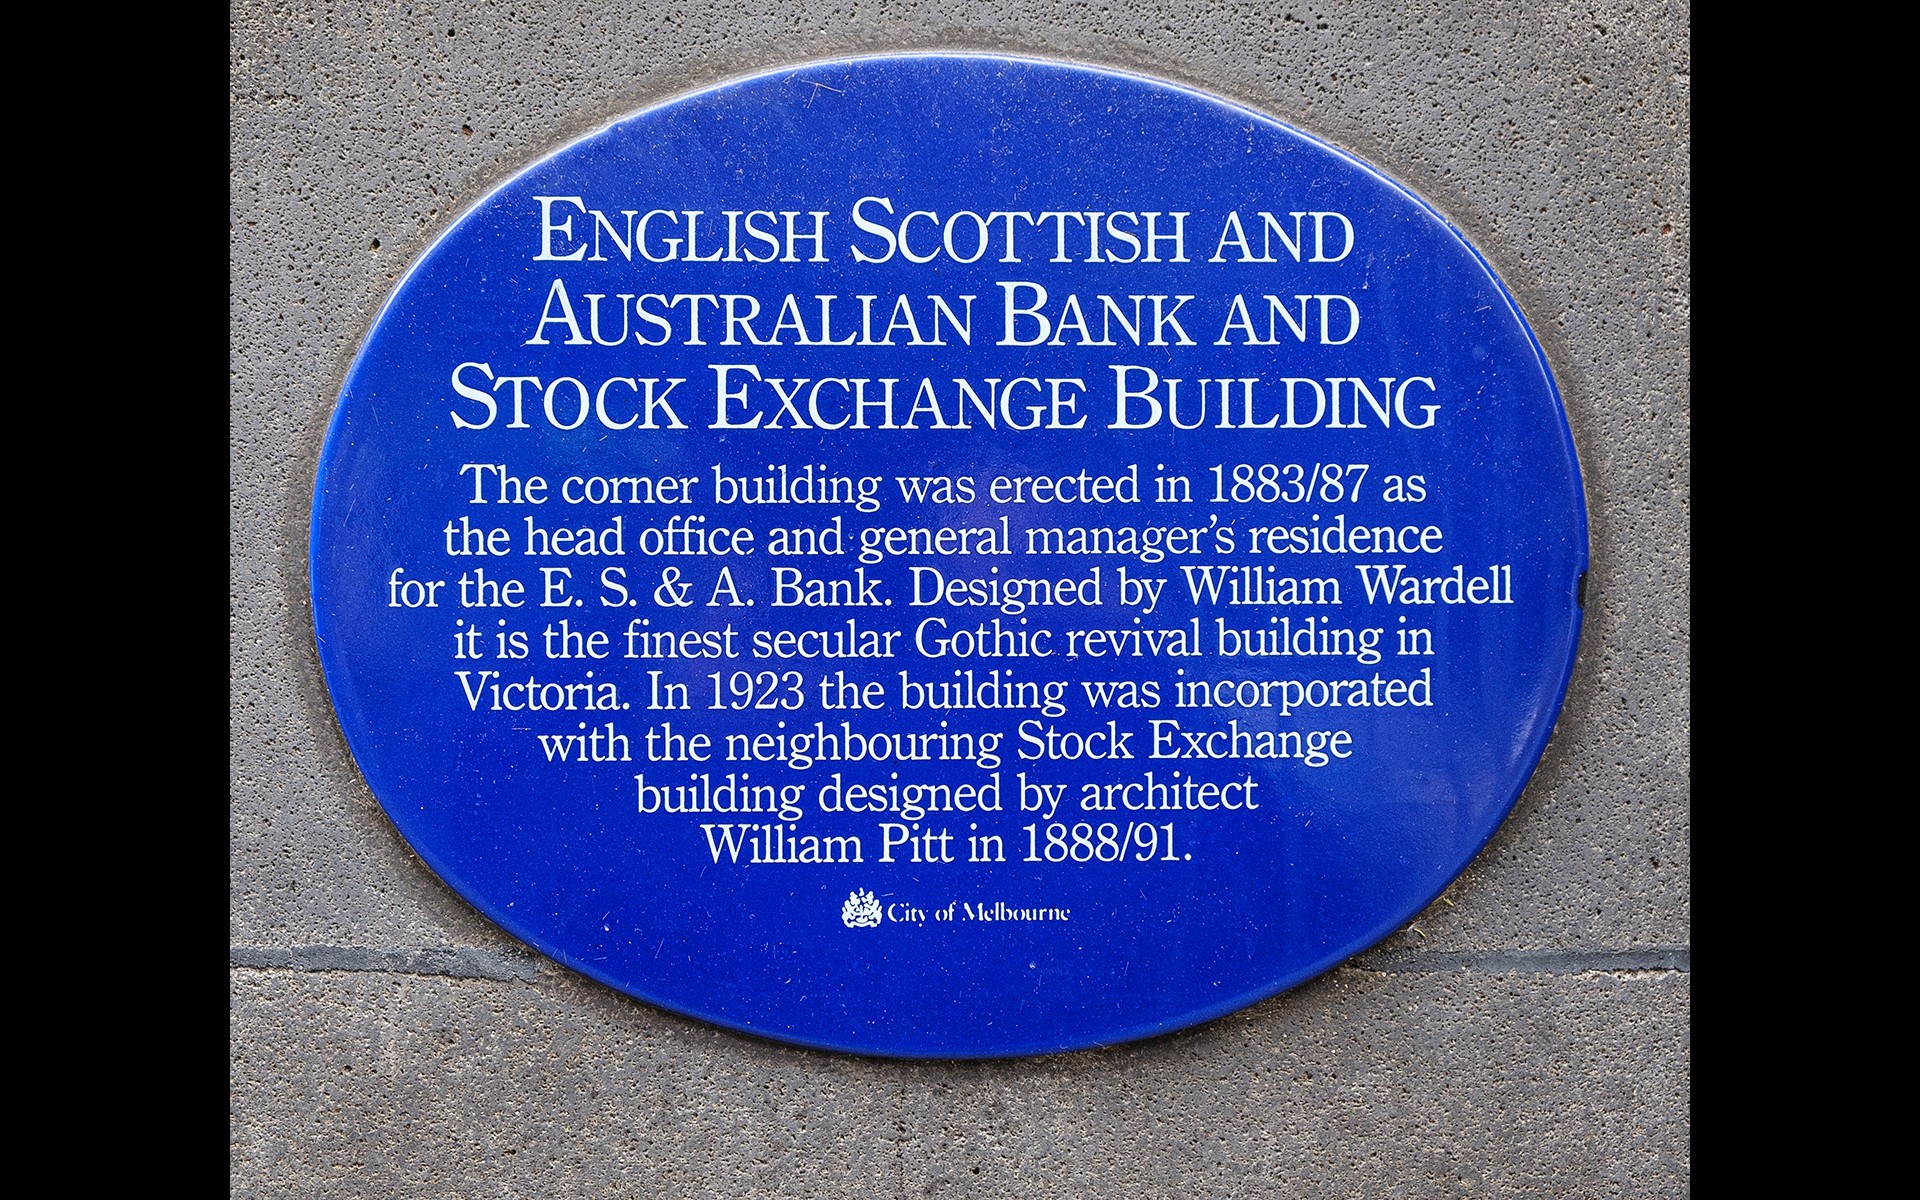 ENGLISH SCOTTISH AND
AUSTRALIAN BANK AND
STOCK EXCHANGE BUILDING
The corner building was erected in 1883/87 as
the head office and general manager's residence
for the E. S. & A. Bank. Designed by William Wardell
it is the finest secular Gothic revival building in
Victoria. In 1923 the building was incorporated
with the neighbouring Stock Exchange
building designed by architect
William Pitt in 1888/91.
City of Melbourne